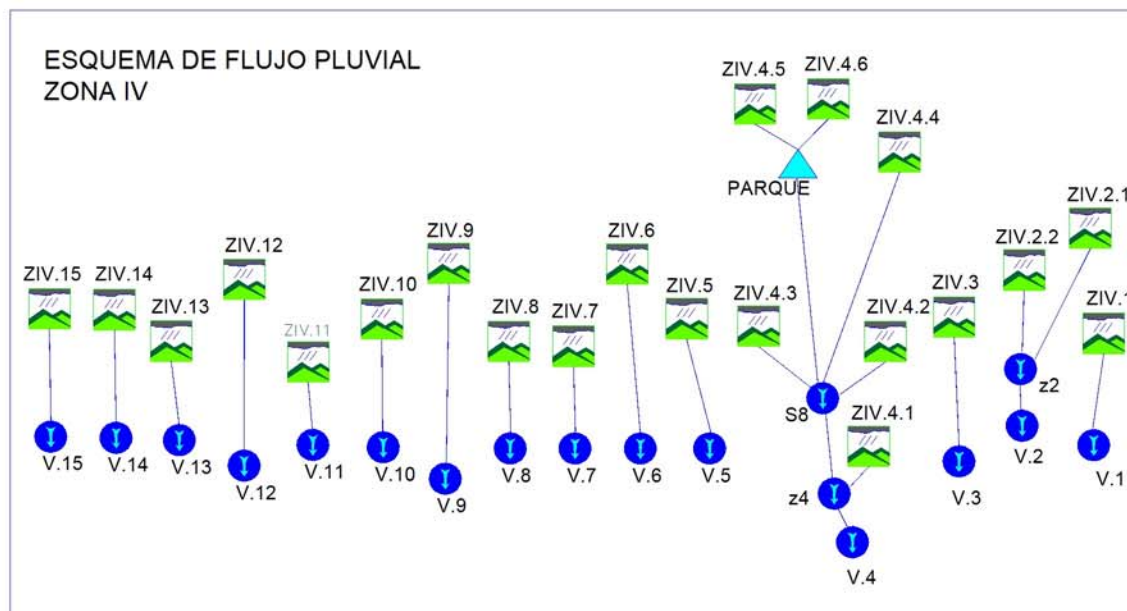 ESQUEMA DE FLUJO PLUVIAL
ZONA IV
ZIV.4.5
ZIV.4.6
ZIV.4.4
PARQUE
ZIV.2.1
ZIV.2.2
ZIV.15
ZIV.14
ZIV.13
ZIV.12
ZIV.11
ZIV.10
ZIV.9
ZIV.8
ZIV.7
ZIV.6
ZIV.5
ZIV.4.3
ZIV.4.2
ZIV.3
ZIV.1
z2
S8
ZIV.4.1
z4
V.15
V.14
V.13
V.12
V.11
V.10
V.9
V.8
V.7
V.6
V.5
V.4
V.3
V.2
V.1